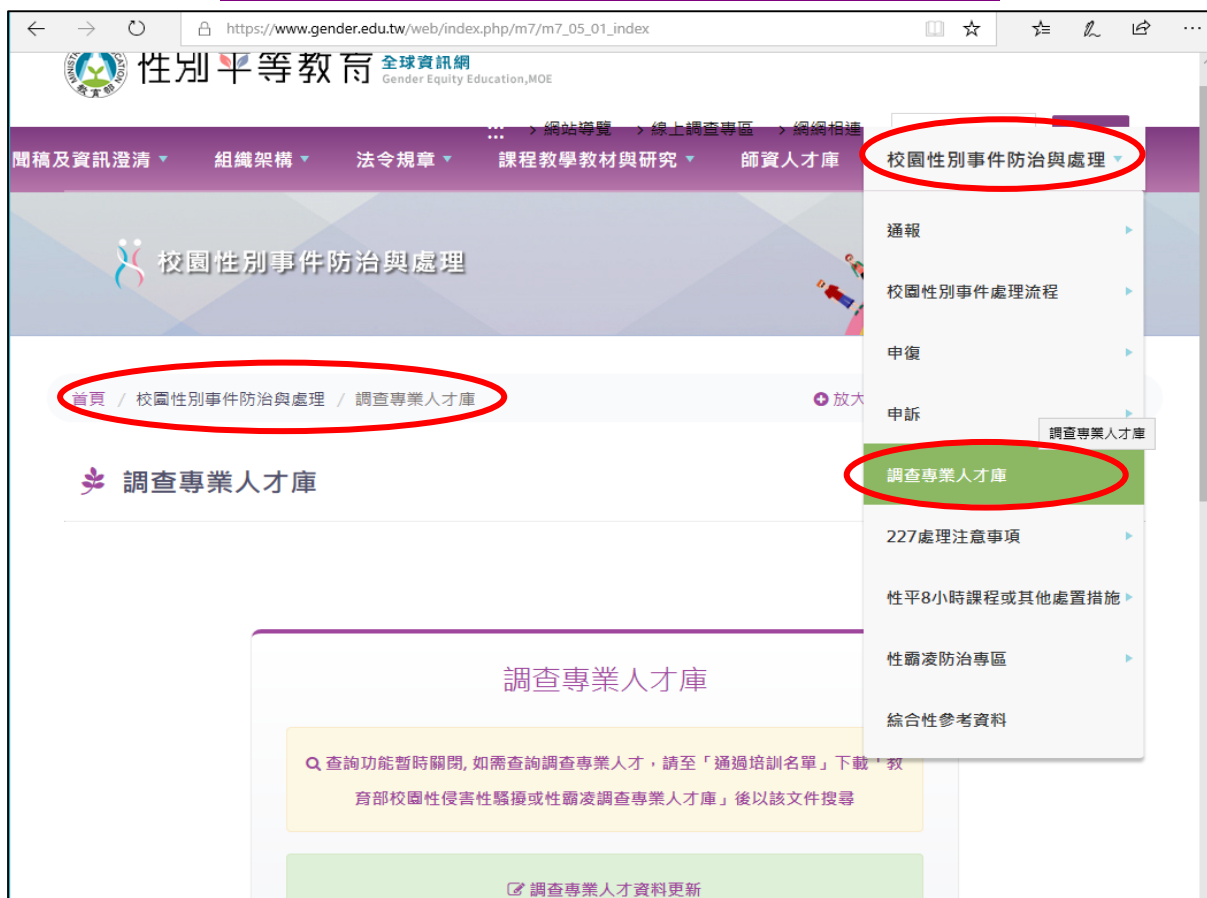 https://www.gender.edu.tw/web/index.php/m7/m7_05_01_index
性別平等教育 全球資訊網
Gender Equity Education,MOE
::: > 網站導覽 > 線上調查專區 > 網網相連
聞稿及資訊澄清 組織架構 法令規章 課程教學教材與研究 師資人才庫 校園性別事件防治與處理
校園性別事件防治與處理
首頁 / 校園性別事件防治與處理 / 調查專業人才庫
放大
調查專業人才庫
通報
校園性別事件處理流程
申復
申訴
調查專業人才庫
調查專業人才庫
227處理注意事項
性平8小時課程或其他處置措施
性霸凌防治專區
綜合性參考資料
調查專業人才庫
查詢功能暫時關閉, 如需查詢調查專業人才，請至「通過培訓名單」下載「教
育部校園性侵害性騷擾或性霸凌調查專業人才庫」後以該文件搜尋
調查專業人才資料更新